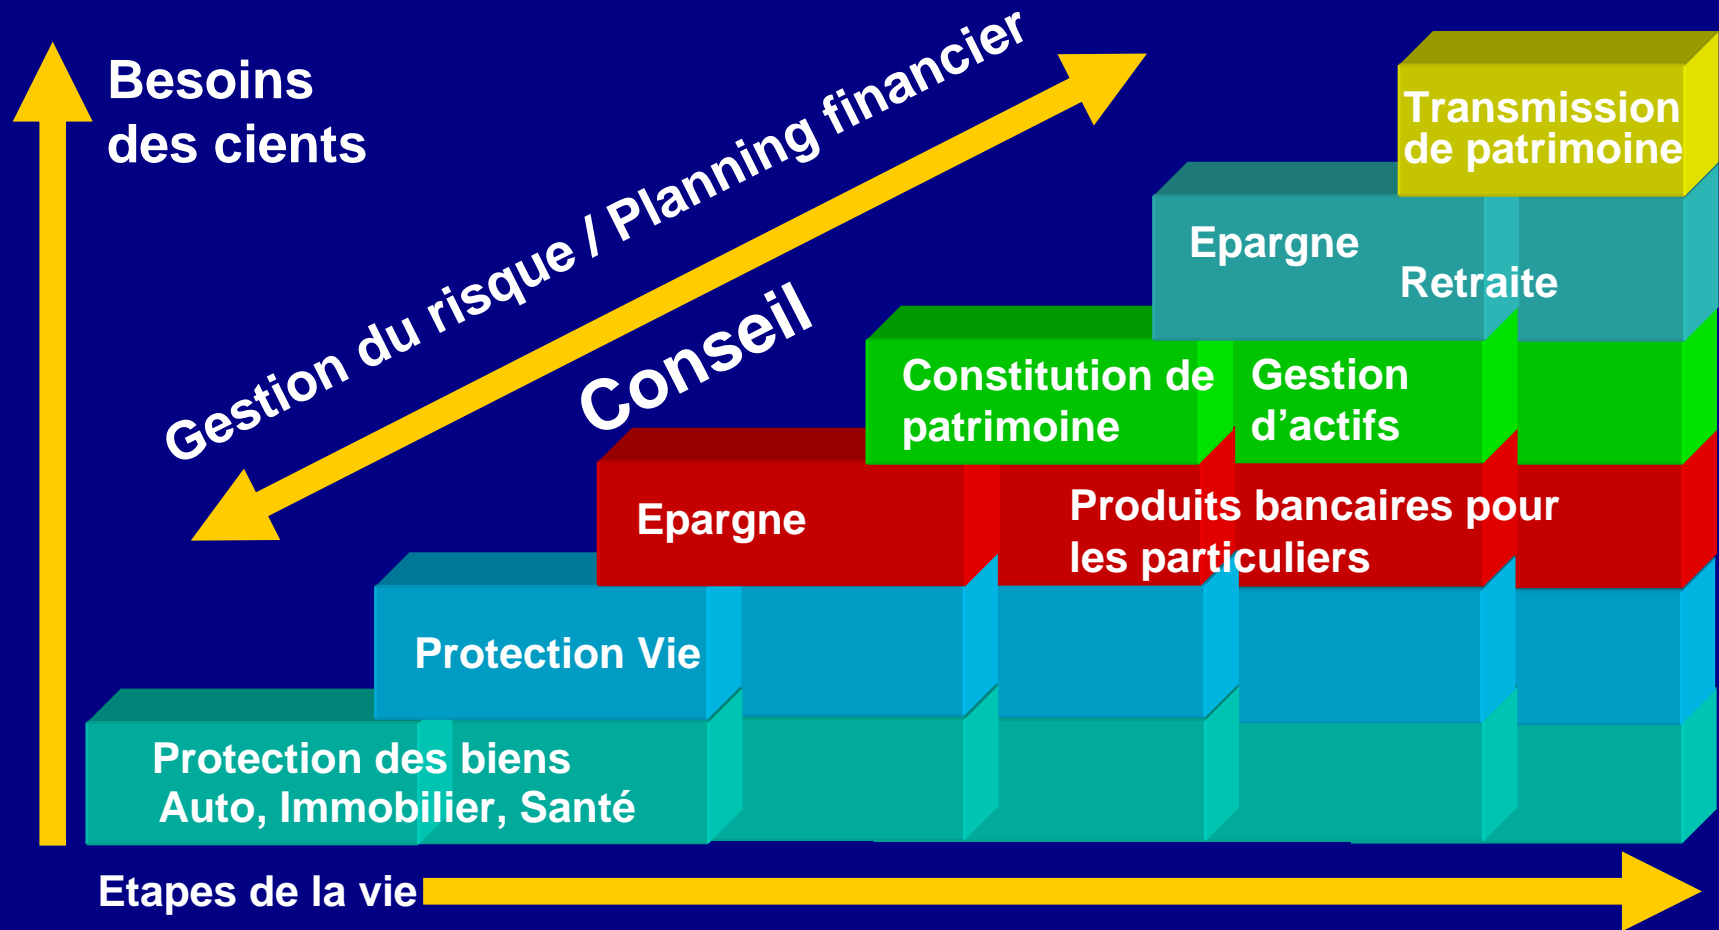 Besoins
des cients
Gestion du risque / Planning financier
Conseil
Transmission
de patrimoine
Epargne
Retraite
Constitution de
patrimoine
Gestion
d’actifs
Epargne
Produits bancaires pour
les particuliers
Protection Vie
Protection des biens
Auto, Immobilier, Santé
Etapes de la vie